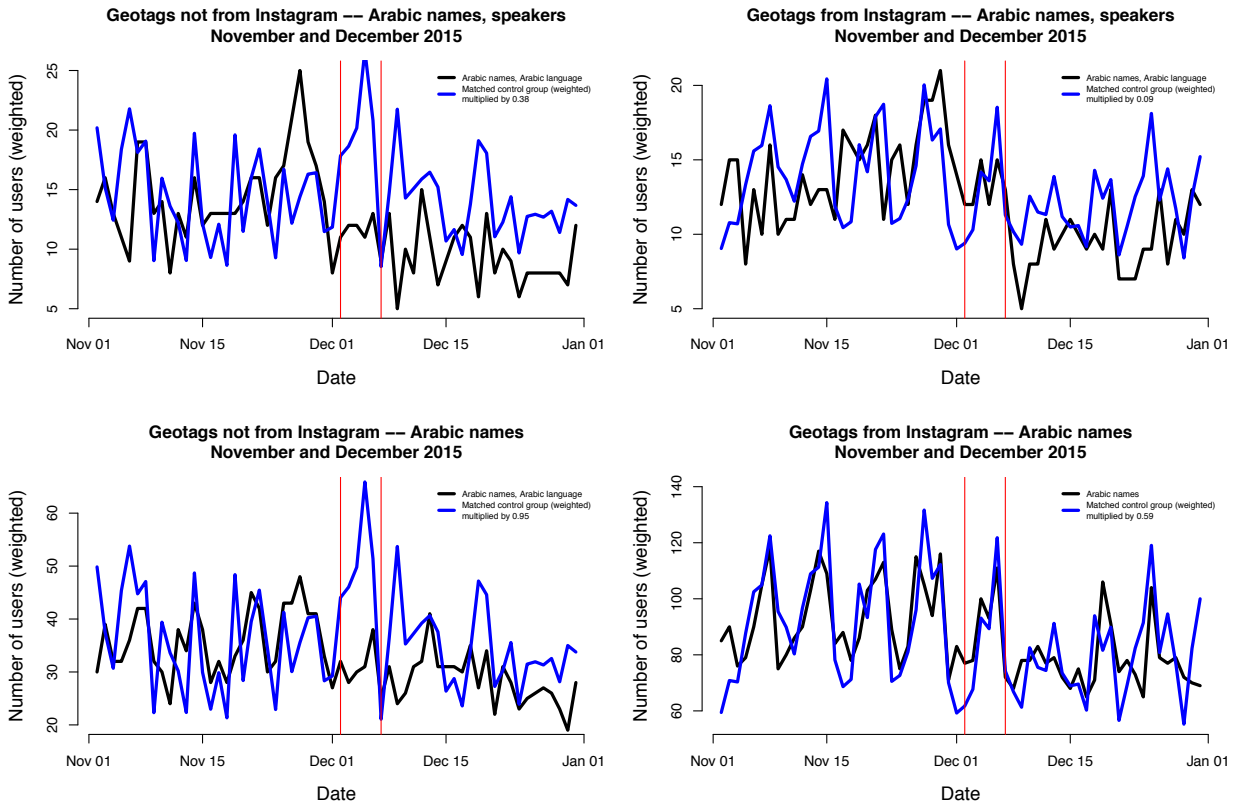 Geotags not from Instagram −− Arabic names, speakers
November and December 2015
Number of users (weighted)
25
20
15
10
5
Arabic names, Arabic language
Matched control group (weighted)
multiplied by 0.38
Nov 01
Nov 15
Dec 01
Dec 15
Jan 01
Date
Geotags from Instagram −− Arabic names, speakers
November and December 2015
Number of users (weighted)
20
15
10
5
Arabic names, Arabic language
Matched control group (weighted)
multiplied by 0.09
Nov 01
Nov 15
Dec 01
Dec 15
Jan 01
Date
Geotags not from Instagram −− Arabic names
November and December 2015
Number of users (weighted)
60
50
40
30
20
Arabic names, Arabic language
Matched control group (weighted)
multiplied by 0.95
Nov 01
Nov 15
Dec 01
Dec 15
Jan 01
Date
Geotags from Instagram −− Arabic names
November and December 2015
Number of users (weighted)
140
120
100
80
60
Arabic names
Matched control group (weighted)
multiplied by 0.59
Nov 01
Nov 15
Dec 01
Dec 15
Jan 01
Date